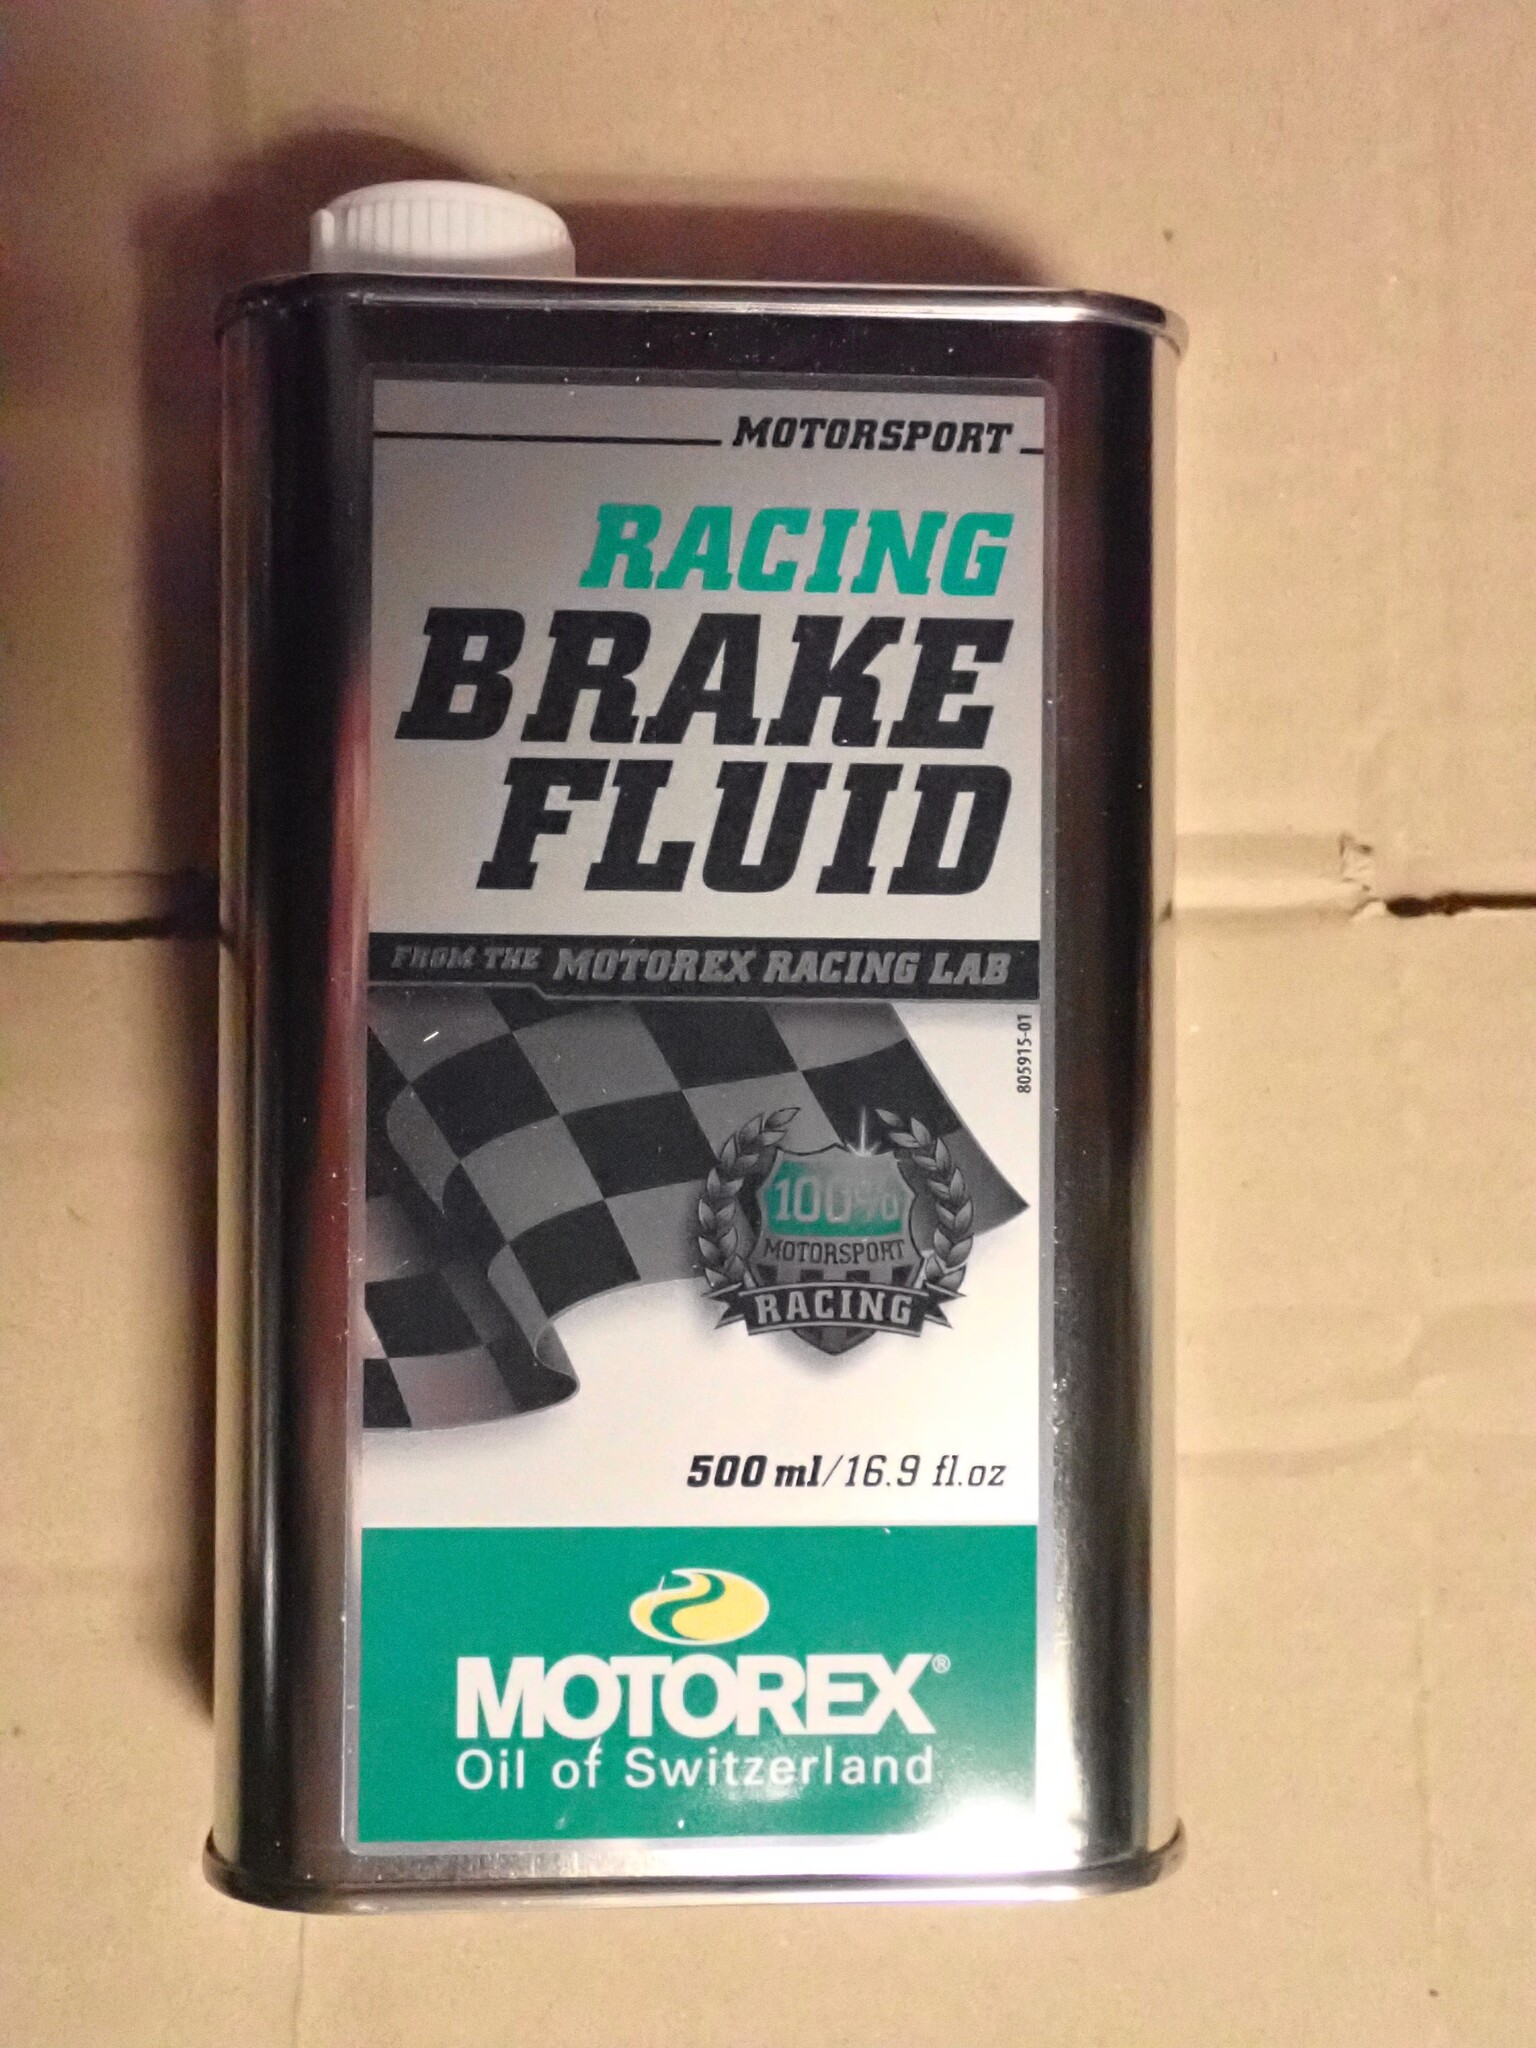 MOTORSPORT
RACING
BRAKE
FLUID
FROM THE MOTOREX RACING LAB
805915-01
100%
MOTORSPORT
RACING
500 ml/16.9 fl.oz
MOTOREX®
Oil of Switzerland